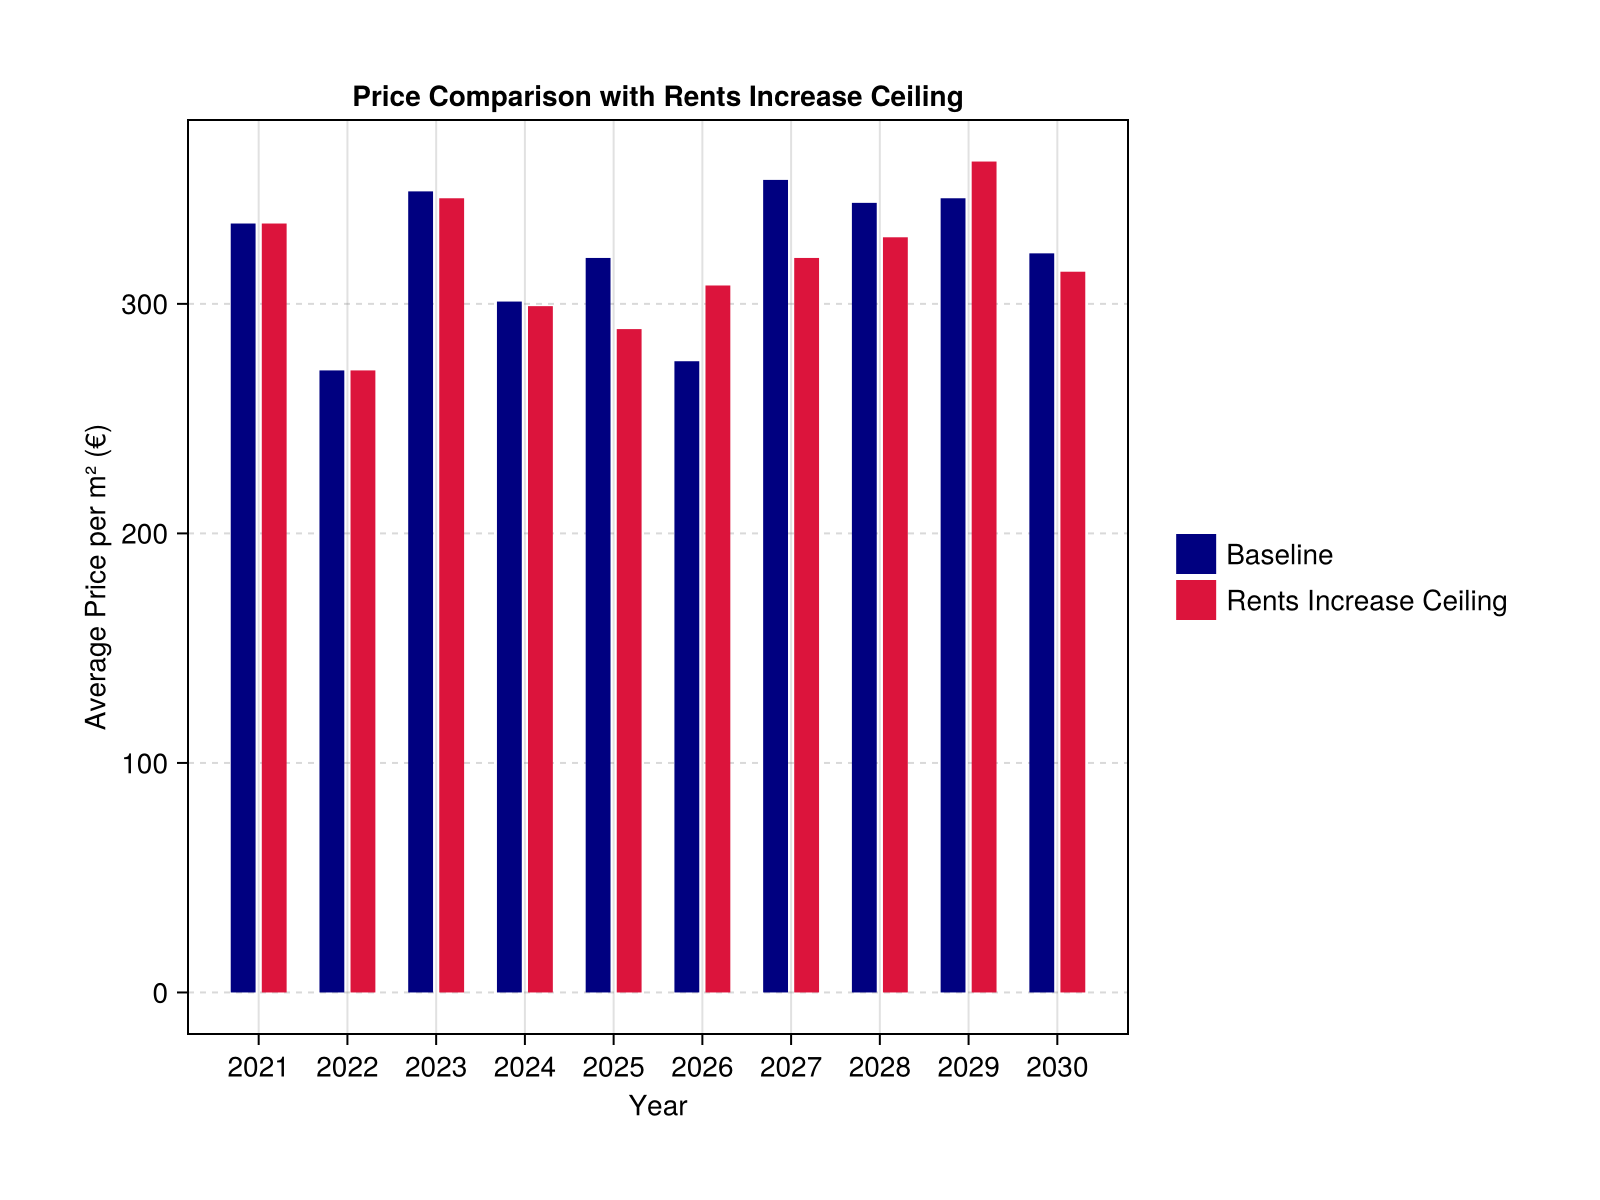 Price Comparison with Rents Increase Ceiling
Average Price per m² (€)
300
200
100
0
2021 2022 2023 2024 2025 2026 2027 2028 2029 2030
Year
Baseline
Rents Increase Ceiling